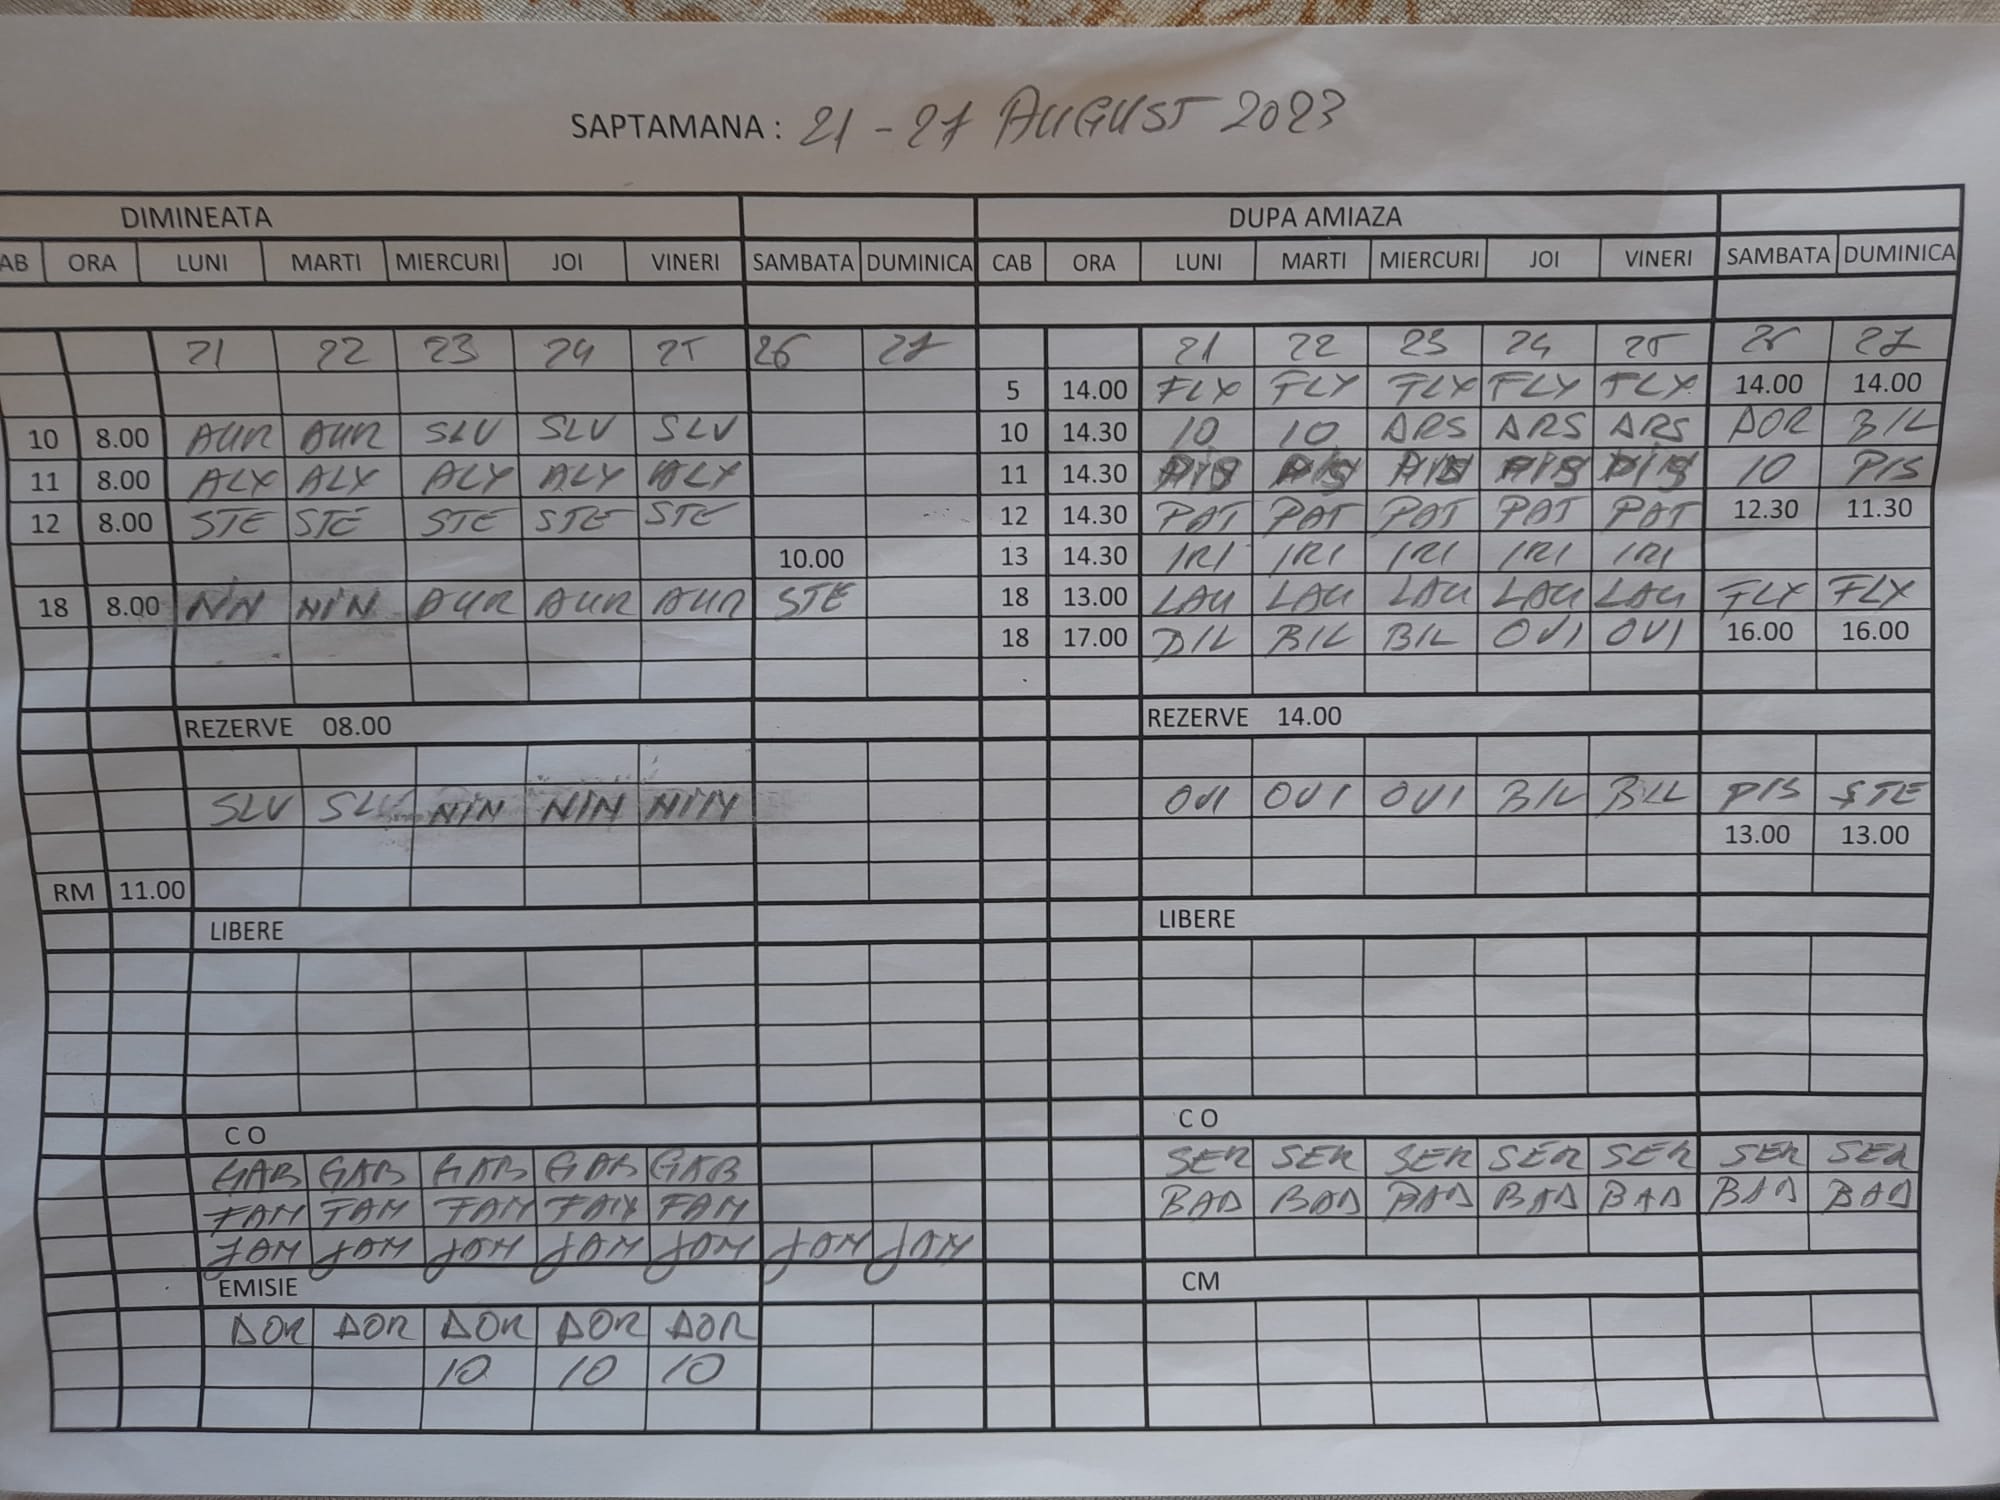 SAPTAMANA : 21 - 27 AUGUST 2023
DIMINEATA DUPA AMIAZA
AB ORA LUNI MARTI MIERCURI JOI VINERI SAMBATA DUMINICA CAB ORA LUNI MARTI MIERCURI JOI VINERI SAMBATA DUMINICA
21 22 23 24 25 26 27 21 22 23 24 25 26 27
5 14.00 FLX FLX FLX FLX FLX 14.00 14.00
10 8.00 AUR AUR SLV SLV SLV 10 14.30 10 10 ARS ARS ARS DOR BIL
11 8.00 ALX ALX ALX ALX ALX 11 14.30 PIS PIS PIS PIS PIS 10 PIS
12 8.00 STE STE STE STE STE 12 14.30 PAT PAT PAT PAT PAT 12.30 11.30
10.00 13 14.30 IRI IRI IRI IRI IRI
18 8.00 NIN NIN AUR AUR AUR STE 18 13.00 LAU LAU LAU LAU LAU FLX FLX
18 17.00 BIL BIL BIL OVI OVI 16.00 16.00
REZERVE 08.00 REZERVE 14.00
SLV SLV NIN NIN NIN OVI OVI OVI BIL BIL PIS STE
13.00 13.00
RM 11.00
LIBERE LIBERE
C O C O
GAB GAB GAB GAB GAB SER SER SER SER SER SER SER
FAM FAM FAM FAM FAM BAD BAD BAD BAD BAD BAD BAD
JAM JAM JAM JAM JAM JAM JAM
EMISIE CM
DOR DOR DOR DOR DOR
10 10 10